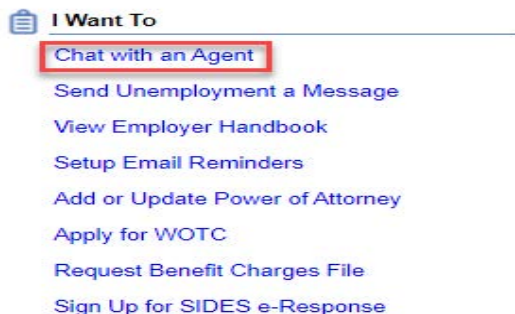 I Want To
Chat with an Agent
Send Unemployment a Message
View Employer Handbook
Setup Email Reminders
Add or Update Power of Attorney
Apply for WOTC
Request Benefit Charges File
Sign Up for SIDES e-Response